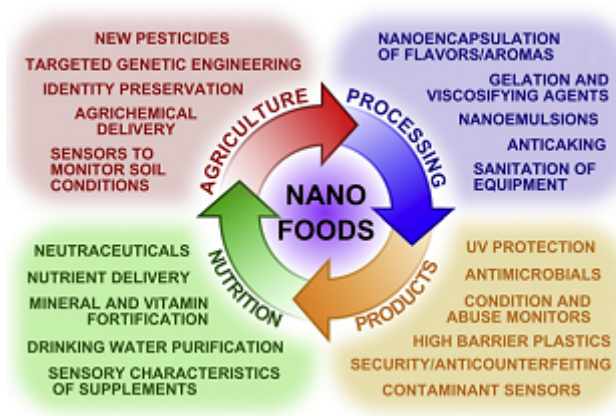 NEW PESTICIDES
TARGETED GENETIC ENGINEERING
IDENTITY PRESERVATION
AGRICHEMICAL
DELIVERY
SENSORS TO
MONITOR SOIL
CONDITIONS
AGRICULTURE
PROCESSING
NANOENCAPSULATION
OF FLAVORS/AROMAS
GELATION AND
VISCOSIFYING AGENTS
NANOEMULSIONS
ANTICAKING
SANITATION OF
EQUIPMENT
NANO
FOODS
NEUTRACEUTICALS
NUTRIENT DELIVERY
MINERAL AND VITAMIN
FORTIFICATION
DRINKING WATER PURIFICATION
SENSORY CHARACTERISTICS
OF SUPPLEMENTS
NUTRITION
PRODUCTS
UV PROTECTION
ANTIMICROBIALS
CONDITION AND
ABUSE MONITORS
HIGH BARRIER PLASTICS
SECURITY/ANTICOUNTERFEITING
CONTAMINANT SENSORS